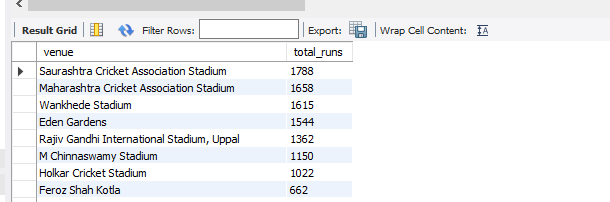 Result Grid Filter Rows: Export: Wrap Cell Content:
venue total_runs
Saurashtra Cricket Association Stadium 1788
Maharashtra Cricket Association Stadium 1658
Wankhede Stadium 1615
Eden Gardens 1544
Rajiv Gandhi International Stadium, Uppal 1362
M Chinnaswamy Stadium 1150
Holkar Cricket Stadium 1022
Feroz Shah Kotla 662